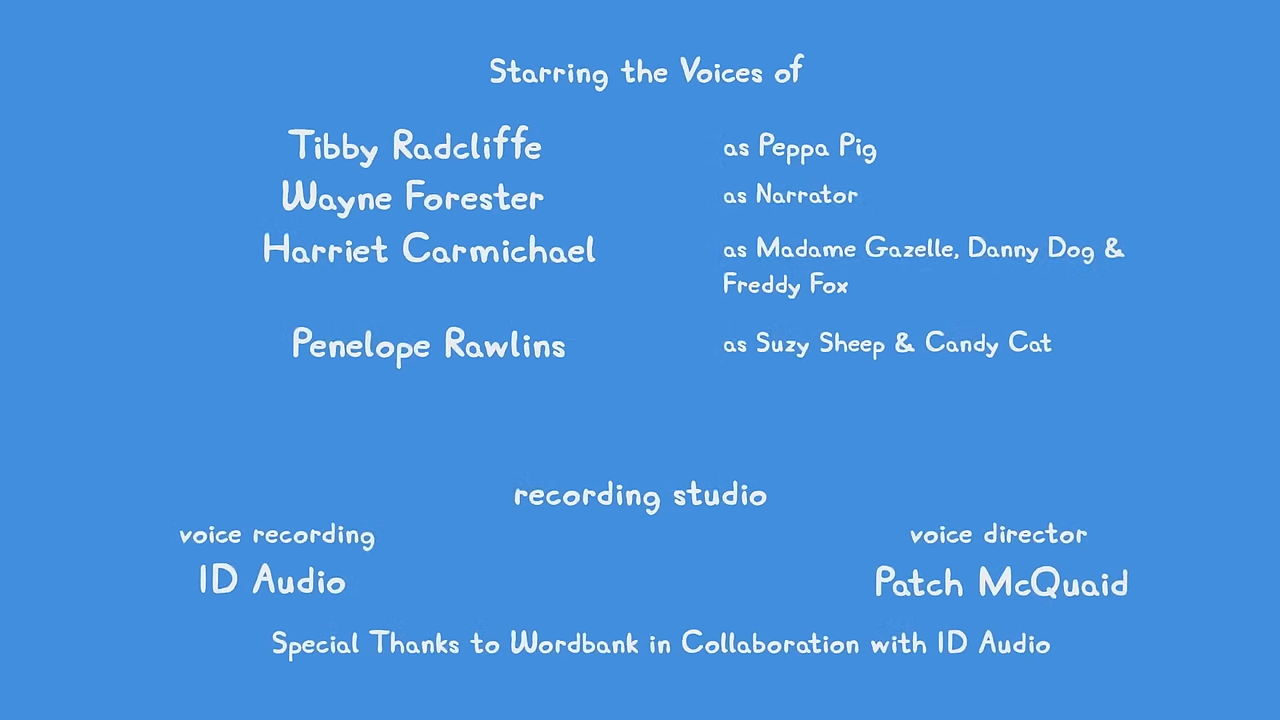 Starring the Voices of
Tibby Radcliffe as Peppa Pig
Wayne Forester as Narrator
Harriet Carmichael as Madame Gazelle, Danny Dog &
Freddy Fox
Penelope Rawlins as Suzy Sheep & Candy Cat
recording studio
voice recording voice director
ID Audio Patch McQuaid
Special Thanks to Wordbank in Collaboration with ID Audio